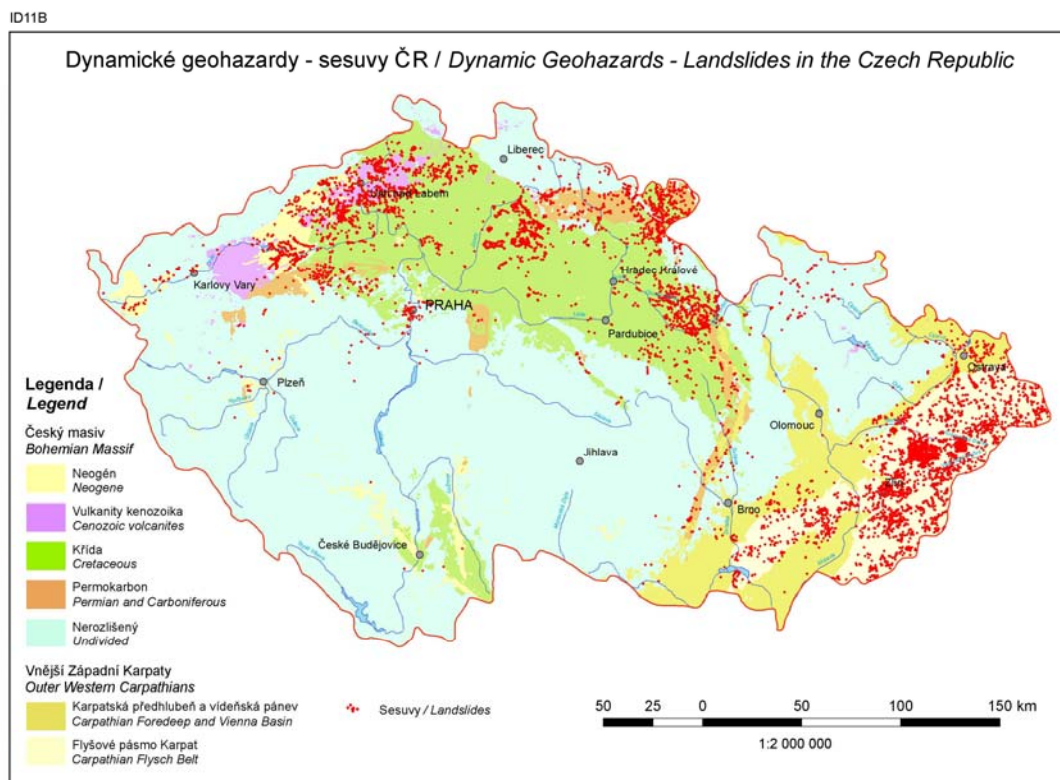 ID11B
Dynamické geohazardy - sesuvy ČR / Dynamic Geohazards - Landslides in the Czech Republic
Liberec
Ústí nad Labem
Karlovy Vary
Hradec Králové
PRAHA
Pardubice
Plzeň
Ostrava
Olomouc
Jihlava
Zlín
Brno
České Budějovice
Legenda /
Legend
Český masiv
Bohemian Massif
Neogén
Neogene
Vulkanity kenozoika
Cenozoic volcanites
Křída
Cretaceous
Permokarbon
Permian and Carboniferous
Nerozlišený
Undivided
Vnější Západní Karpaty
Outer Western Carpathians
Karpatská předhlubeň a vídeňská pánev
Carpathian Foredeep and Vienna Basin
Flyšové pásmo Karpat
Carpathian Flysch Belt
Sesuvy / Landslides
50 25 0 50 100 150 km
1:2 000 000